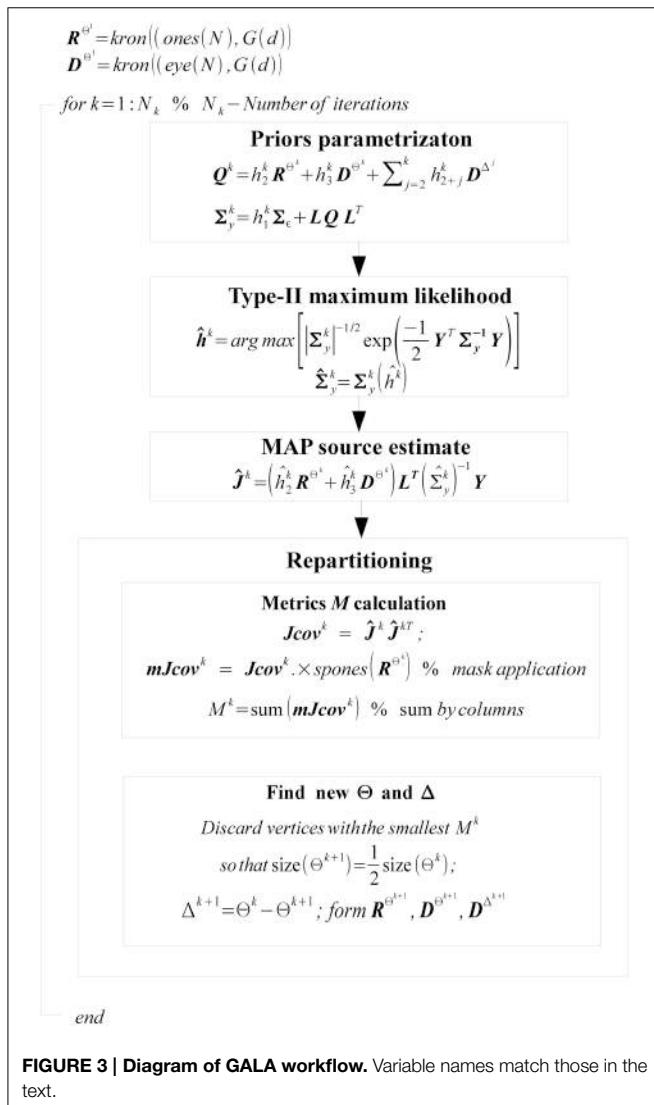 R^Θ¹ = kron((ones(N), G(d))
D^Θ¹ = kron((eye(N), G(d))
for k=1:N_k % N_k − Number of iterations
Priors parametrizaton
Q^k = h_2^k R^Θ^k + h_3^k D^Θ^k + ∑_{j=2}^k h_{2+j}^k D^Δ^j
Σ_y^k = h_1^k Σ_ϵ + L Q L^T
Type-II maximum likelihood
ĥ^k = arg max[|Σ_y^k|^{-1/2} exp(-1/2 Y^T Σ_y^{-1} Y)]
Σ̂_y^k = Σ_y^k(ĥ^k)
MAP source estimate
Ĵ^k = (ĥ_2^k R^Θ^k + ĥ_3^k D^Θ^k) L^T (Σ̂_y^k)^{-1} Y
Repartitioning
Metrics M calculation
Jcov^k = Ĵ^k Ĵ^{kT} ;
mJcov^k = Jcov^k .× spones(R^Θ^k) % mask application
M^k = sum(mJcov^k) % sum by columns
Find new Θ and Δ
Discard vertices with the smallest M^k
so that size(Θ^{k+1}) = 1/2 size(Θ^k);
Δ^{k+1} = Θ^k − Θ^{k+1} ; form R^Θ^{k+1}, D^Θ^{k+1}, D^Δ^{k+1}
end
FIGURE 3 | Diagram of GALA workflow. Variable names match those in the
text.